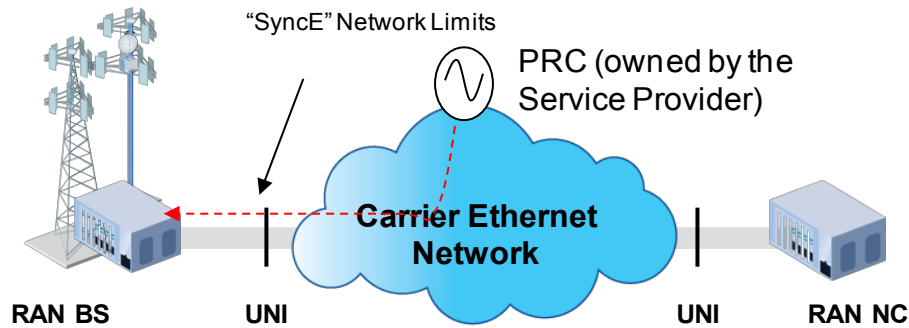 “SyncE” Network Limits
PRC (owned by the
Service Provider)
Carrier Ethernet
Network
RAN BS
UNI
UNI
RAN NC